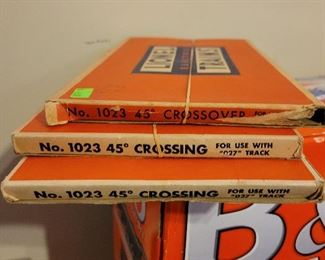 LIONEL
TRAINS
No. 1023 45° CROSSOVER FOR
No. 1023 45° CROSSING FOR USE WITH
"027" TRACK
No. 1023 45° CROSSING FOR USE WITH
"027" TRACK
B&